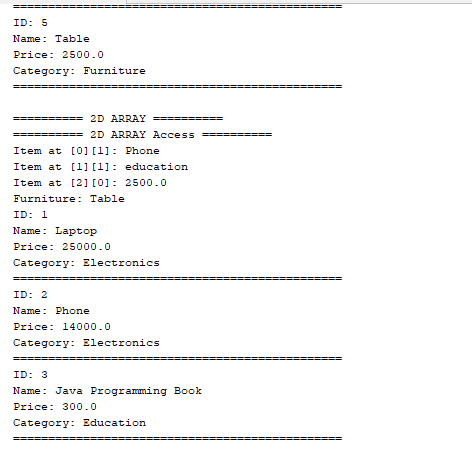 ===============================================
ID: 5
Name: Table
Price: 2500.0
Category: Furniture
===============================================
========== 2D ARRAY ==========
========== 2D ARRAY Access ==========
Item at [0][1]: Phone
Item at [1][1]: education
Item at [2][0]: 2500.0
Furniture: Table
ID: 1
Name: Laptop
Price: 25000.0
Category: Electronics
===============================================
ID: 2
Name: Phone
Price: 14000.0
Category: Electronics
===============================================
ID: 3
Name: Java Programming Book
Price: 300.0
Category: Education
===============================================